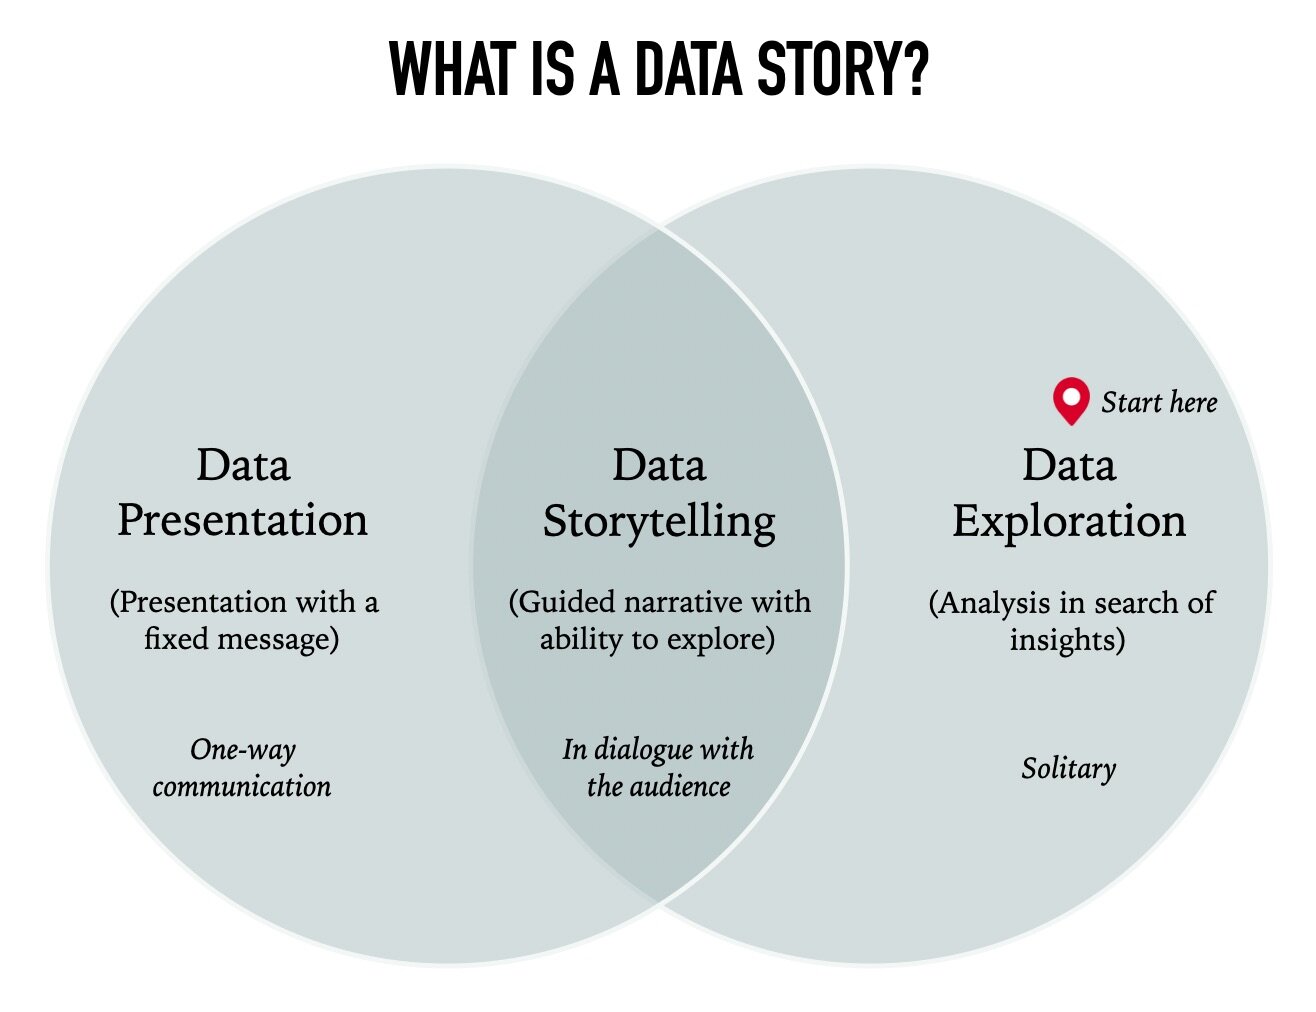 WHAT IS A DATA STORY?
Data
Presentation
(Presentation with a
fixed message)
One-way
communication
Data
Storytelling
(Guided narrative with
ability to explore)
In dialogue with
the audience
Start here
Data
Exploration
(Analysis in search of
insights)
Solitary